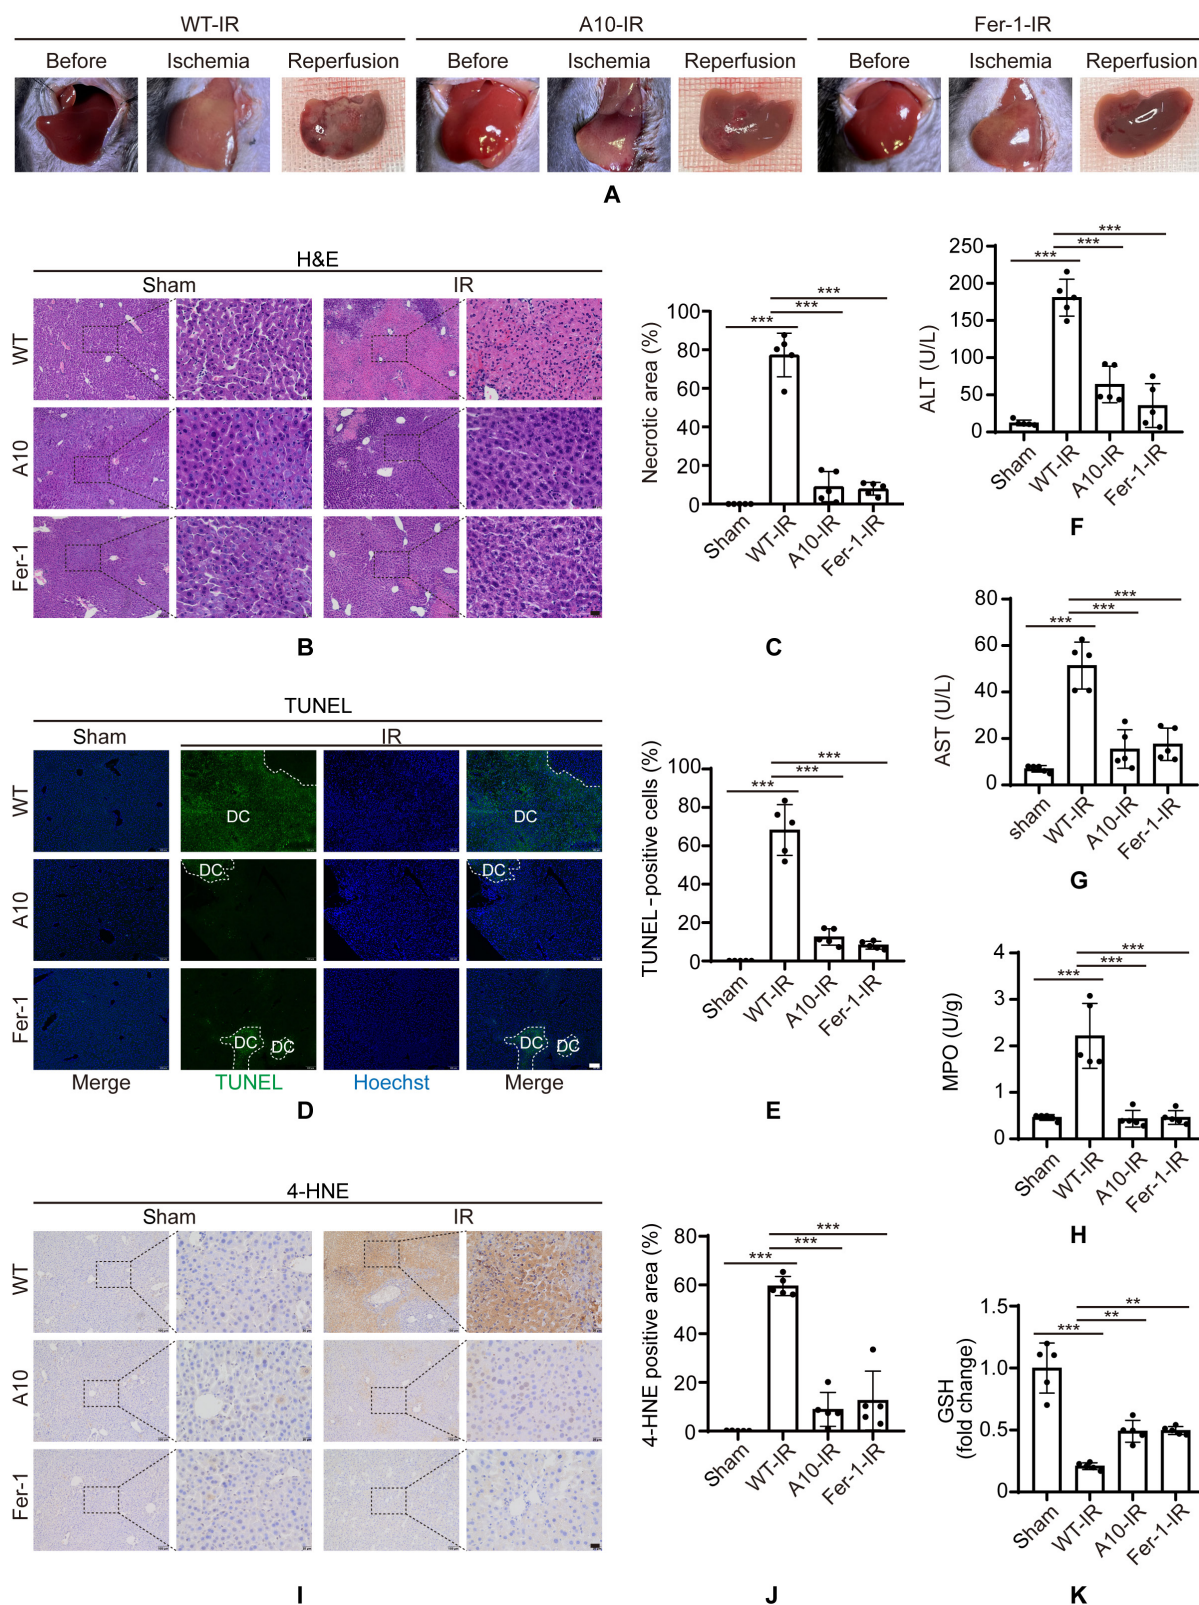 WT-IR A10-IR Fer-1-IR
Before Ischemia Reperfusion Before Ischemia Reperfusion Before Ischemia Reperfusion
A
H&E
Sham IR
WT
A10
Fer-1
B
Necrotic area (%)
100
80
60
40
20
0
*** *** ***
Sham WT-IR A10-IR Fer-1-IR
C
ALT (U/L)
250
200
150
100
50
0
*** *** ***
Sham WT-IR A10-IR Fer-1-IR
F
TUNEL
Sham IR
WT
A10
Fer-1
DC DC
DC DC
DC DC DC DC
Merge TUNEL Hoechst Merge
D
TUNEL-positive cells (%)
100
80
60
40
20
0
*** *** ***
Sham WT-IR A10-IR Fer-1-IR
E
AST (U/L)
80
60
40
20
0
*** *** ***
sham WT-IR A10-IR Fer-1-IR
G
MPO (U/g)
4
3
2
1
0
*** *** ***
Sham WT-IR A10-IR Fer-1-IR
H
4-HNE
Sham IR
WT
A10
Fer-1
I
4-HNE positive area (%)
80
60
40
20
0
*** *** ***
Sham WT-IR A10-IR Fer-1-IR
J
GSH
(fold change)
1.5
1.0
0.5
0
*** ** **
Sham WT-IR A10-IR Fer-1-IR
K